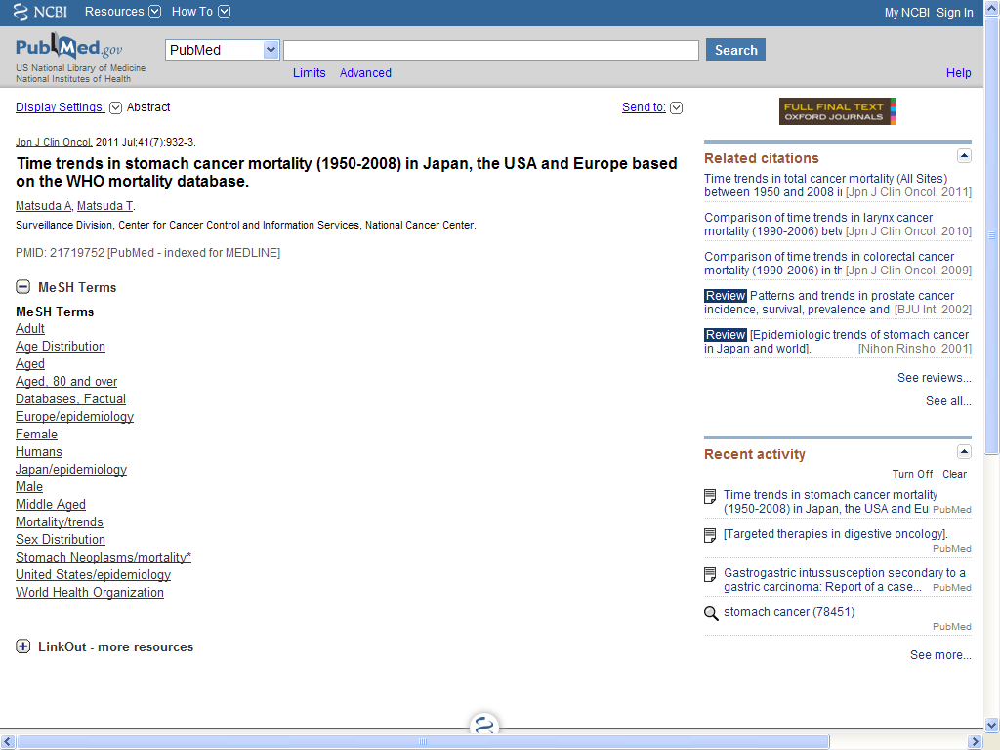 NCBI Resources How To My NCBI Sign In
PubMed.gov
US National Library of Medicine
National Institutes of Health
PubMed
Search
Limits Advanced
Help
Display Settings: Abstract
Send to:
FULL FINAL TEXT
OXFORD JOURNALS
Jpn J Clin Oncol. 2011 Jul;41(7):932-3.
Time trends in stomach cancer mortality (1950-2008) in Japan, the USA and Europe based
on the WHO mortality database.
Matsuda A, Matsuda T.
Surveillance Division, Center for Cancer Control and Information Services, National Cancer Center.
PMID: 21719752 [PubMed - indexed for MEDLINE]
MeSH Terms
MeSH Terms
Adult
Age Distribution
Aged
Aged, 80 and over
Databases, Factual
Europe/epidemiology
Female
Humans
Japan/epidemiology
Male
Middle Aged
Mortality/trends
Sex Distribution
Stomach Neoplasms/mortality*
United States/epidemiology
World Health Organization
LinkOut - more resources
Related citations
Time trends in total cancer mortality (All Sites)
between 1950 and 2008 in [Jpn J Clin Oncol. 2011]
Comparison of time trends in larynx cancer
mortality (1990-2006) betw [Jpn J Clin Oncol. 2010]
Comparison of time trends in colorectal cancer
mortality (1990-2006) in th [Jpn J Clin Oncol. 2009]
Review Patterns and trends in prostate cancer
incidence, survival, prevalence and [BJU Int. 2002]
Review [Epidemiologic trends of stomach cancer
in Japan and world]. [Nihon Rinsho. 2001]
See reviews...
See all...
Recent activity
Turn Off Clear
Time trends in stomach cancer mortality
(1950-2008) in Japan, the USA and Eu PubMed
[Targeted therapies in digestive oncology].
PubMed
Gastrogastric intussusception secondary to a
gastric carcinoma: Report of a case... PubMed
stomach cancer (78451)
PubMed
See more...